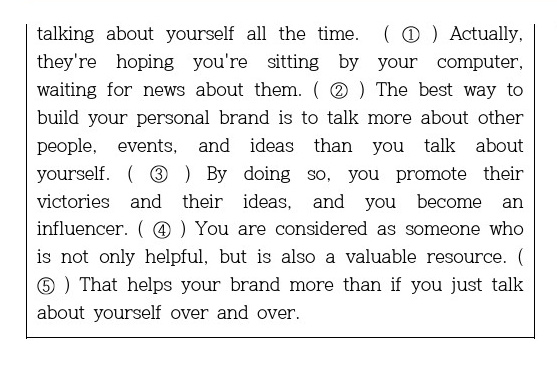 talking about yourself all the time. ( ① ) Actually,
they're hoping you're sitting by your computer,
waiting for news about them. ( ② ) The best way to
build your personal brand is to talk more about other
people, events, and ideas than you talk about
yourself. ( ③ ) By doing so, you promote their
victories and their ideas, and you become an
influencer. ( ④ ) You are considered as someone who
is not only helpful, but is also a valuable resource. (
⑤ ) That helps your brand more than if you just talk
about yourself over and over.